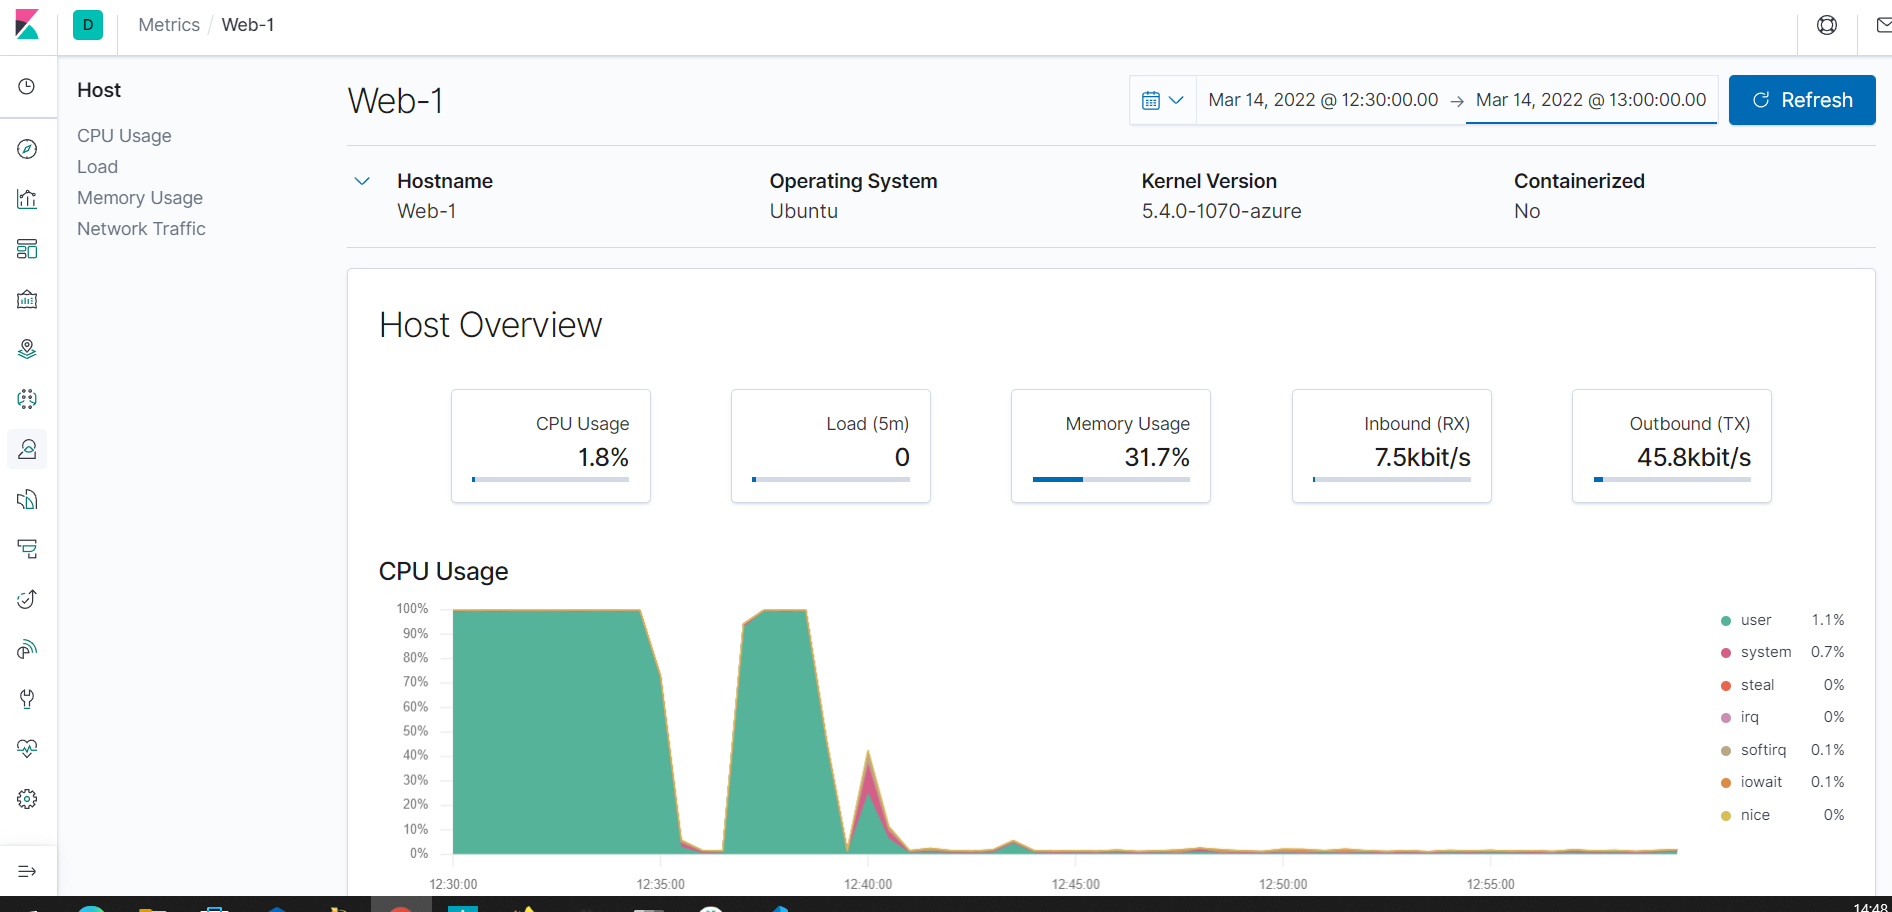 D Metrics / Web-1
Host
CPU Usage
Load
Memory Usage
Network Traffic
Web-1
Mar 14, 2022 @ 12:30:00.00 → Mar 14, 2022 @ 13:00:00.00 Refresh
Hostname Operating System Kernel Version Containerized
Web-1 Ubuntu 5.4.0-1070-azure No
Host Overview
CPU Usage Load (5m) Memory Usage Inbound (RX) Outbound (TX)
1.8% 0 31.7% 7.5kbit/s 45.8kbit/s
CPU Usage
100%
90%
80%
70%
60%
50%
40%
30%
20%
10%
0%
12:30:00 12:35:00 12:40:00 12:45:00 12:50:00 12:55:00
user 1.1%
system 0.7%
steal 0%
irq 0%
softirq 0.1%
iowait 0.1%
nice 0%
14:48